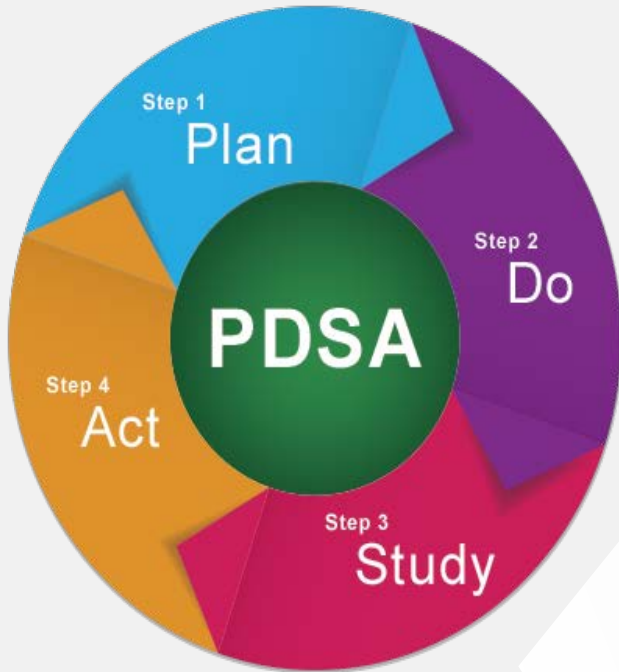 Step 1
Plan
Step 2
Do
PDSA
Step 4
Act
Step 3
Study